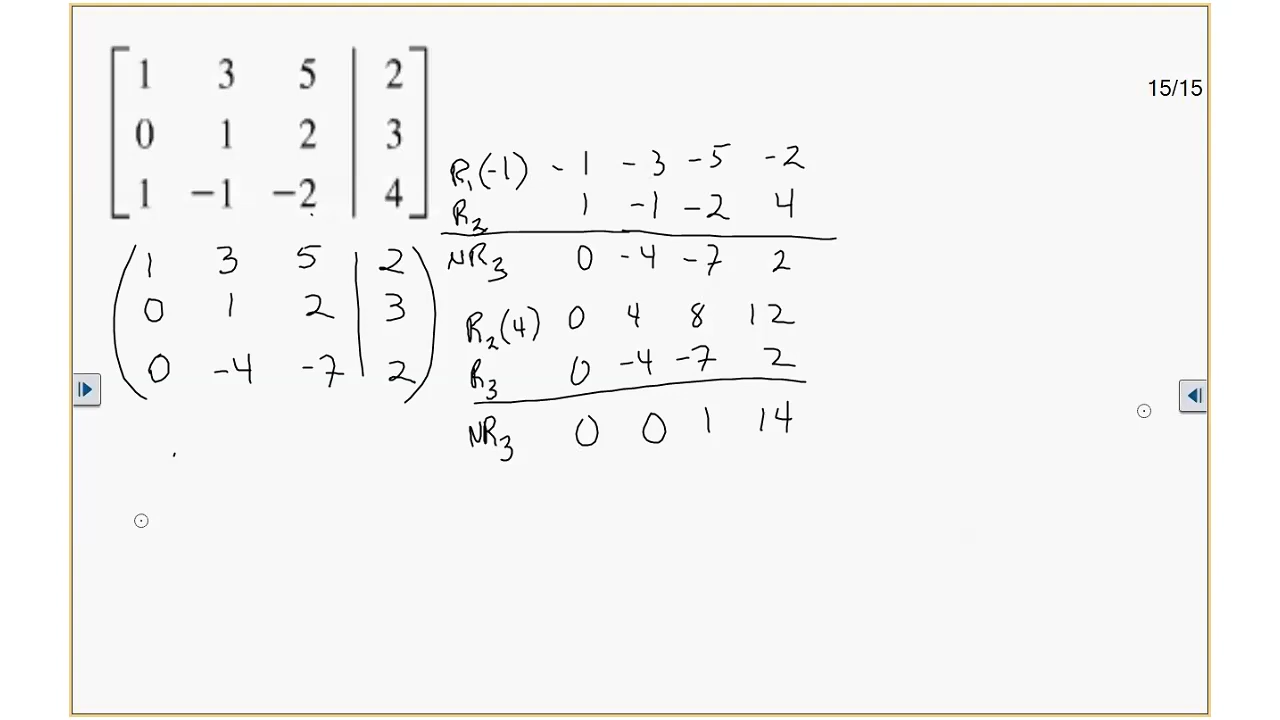 1 3 5 | 2
0 1 2 | 3
1 −1 −2 | 4
15/15
R1(-1) -1 -3 -5 -2
R2 1 -1 -2 4
NR3 0 -4 -7 2
1 3 5 | 2
0 1 2 | 3
0 -4 -7 | 2
R2(4) 0 4 8 12
R3 0 -4 -7 2
NR3 0 0 1 14